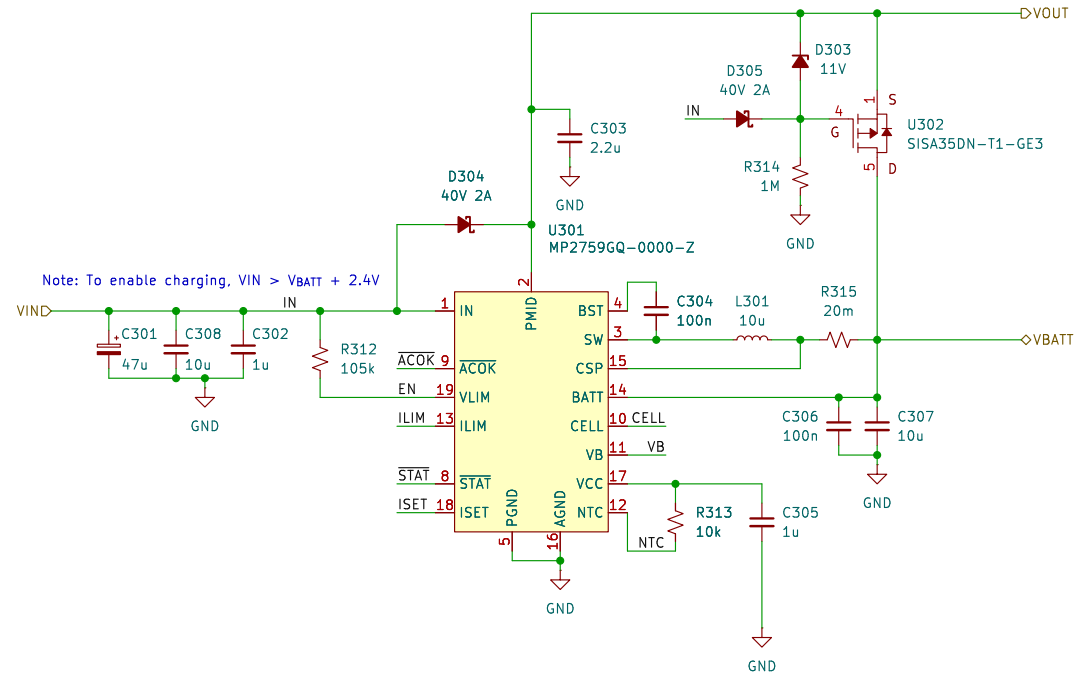 VOUT
D303
11V
D305
40V 2A
IN
4
G
1
S
U302
SISA35DN-T1-GE3
5
D
C303
2.2u
GND
R314
1M
GND
D304
40V 2A
U301
MP2759GQ-0000-Z
Note: To enable charging, VIN > VBATT + 2.4V
VIN
IN
C301
47u
+
C308
10u
C302
1u
GND
R312
105k
1
IN
2
PMID
BST
4
C304
100n
L301
10u
R315
20m
SW
3
VBATT
ACOK
9
ACOK
CSP
15
EN
19
VLIM
BATT
14
ILIM
13
ILIM
CELL
10
CELL
C306
100n
C307
10u
GND
VB
11
VB
STAT
8
STAT
VCC
17
ISET
18
ISET
PGND
5
AGND
16
NTC
12
NTC
R313
10k
C305
1u
GND
GND